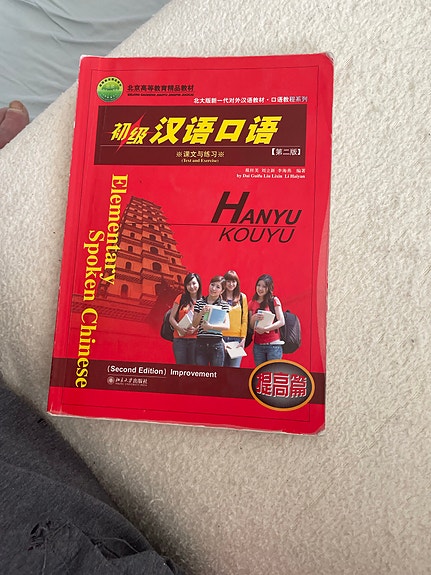 北京高等教育精品教材
北大版新一代对外汉语教材·口语教程系列
初级汉语口语
【第二版】
※课文与练习※
(Text and Exercise)
戴桂芙 刘立新 李海燕 编著
by Dai Guifu Liu Lixin Li Haiyan
Elementary
Spoken Chinese
HANYU
KOUYU
(Second Edition) Improvement
北京大学出版社
提高篇